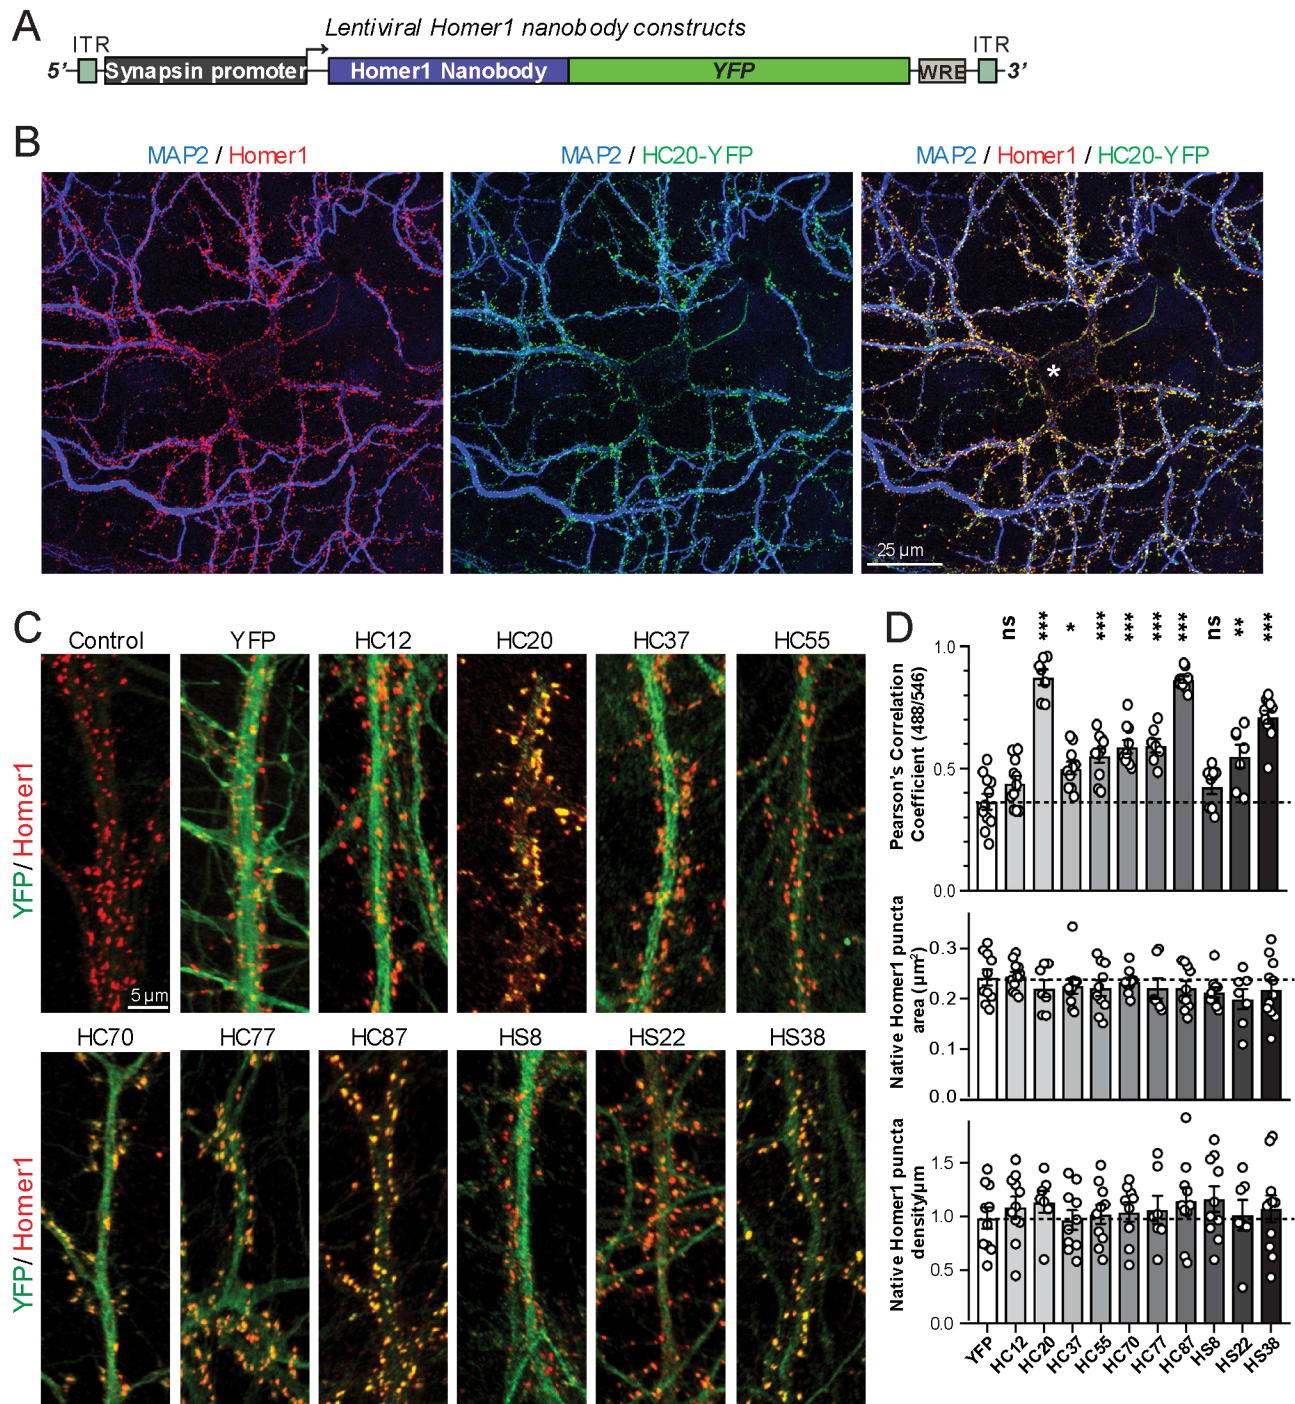 A
Lentiviral Homer1 nanobody constructs
ITR
ITR
5’
Synapsin promoter
Homer1 Nanobody
YFP
WRE
3’
B
MAP2 / Homer1
MAP2 / HC20-YFP
MAP2 / Homer1 / HC20-YFP
*
25 µm
C
Control
YFP
HC12
HC20
HC37
HC55
YFP/Homer1
5 µm
HC70
HC77
HC87
HS8
HS22
HS38
YFP/Homer1
D
ns
***
*
***
***
***
***
ns
**
***
Pearson’s Correlation
Coefficient (488/546)
1.0
0.5
0.0
Native Homer1 puncta
area (µm²)
0.3
0.2
0.1
0.0
Native Homer1 puncta
density/µm
1.5
1.0
0.5
0.0
YFP
HC12
HC20
HC37
HC55
HC70
HC77
HC87
HS8
HS22
HS38